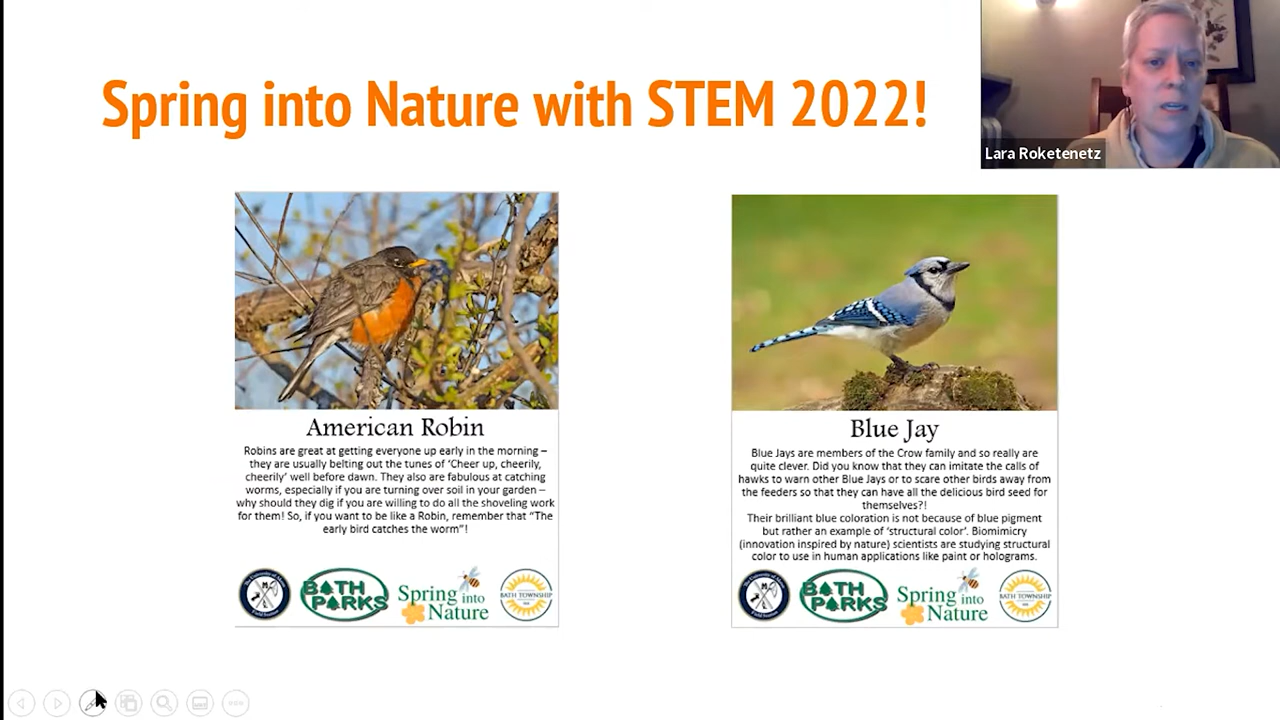 Spring into Nature with STEM 2022!
Lara Roketenetz
American Robin
Robins are great at getting everyone up early in the morning –
they are usually belting out the tunes of ‘Cheer up, cheerily,
cheerily’ well before dawn. They also are fabulous at catching
worms, especially if you are turning over soil in your garden –
why should they dig if you are willing to do all the shoveling work
for them! So, if you want to be like a Robin, remember that “The
early bird catches the worm”!
BATH
PARKS
Spring into
Nature
BATH TOWNSHIP
Blue Jay
Blue Jays are members of the Crow family and so really are
quite clever. Did you know that they can imitate the calls of
hawks to warn other Blue Jays or to scare other birds away from
the feeders so that they can have all the delicious bird seed for
themselves?!
Their brilliant blue coloration is not because of blue pigment
but rather an example of ‘structural color’. Biomimicry
(innovation inspired by nature) scientists are studying structural
color to use in human applications like paint or holograms.
BATH
PARKS
Spring into
Nature
BATH TOWNSHIP